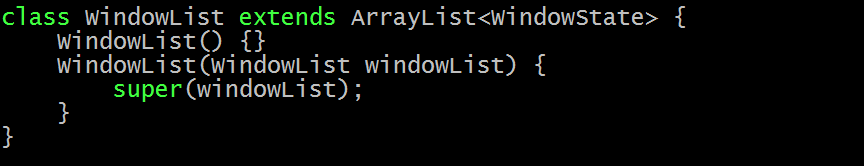 class WindowList extends ArrayList<WindowState> {
    WindowList() {}
    WindowList(WindowList windowList) {
        super(windowList);
    }
}